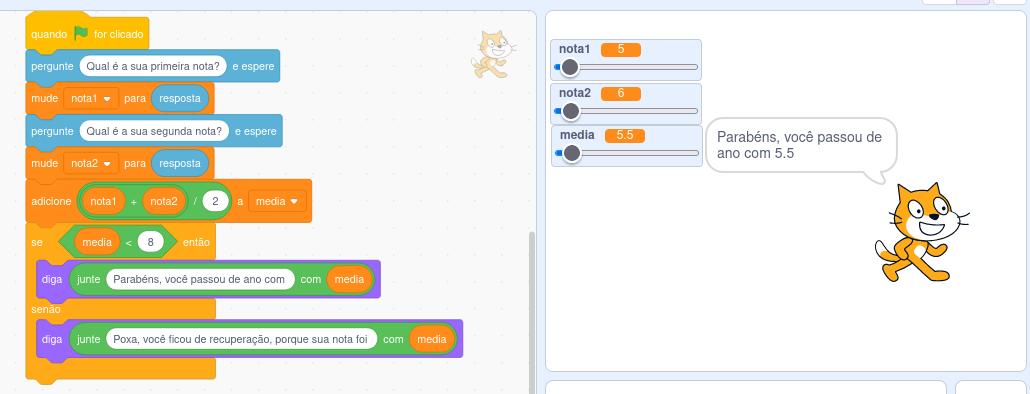 quando for clicado
pergunte Qual é a sua primeira nota? e espere
mude nota1 para resposta
pergunte Qual é a sua segunda nota? e espere
mude nota2 para resposta
adicione nota1 + nota2 / 2 a media
se media < 8 então
diga junte Parabéns, você passou de ano com com media
senão
diga junte Poxa, você ficou de recuperação, porque sua nota foi com media
nota1 5
nota2 6
media 5.5
Parabéns, você passou de
ano com 5.5